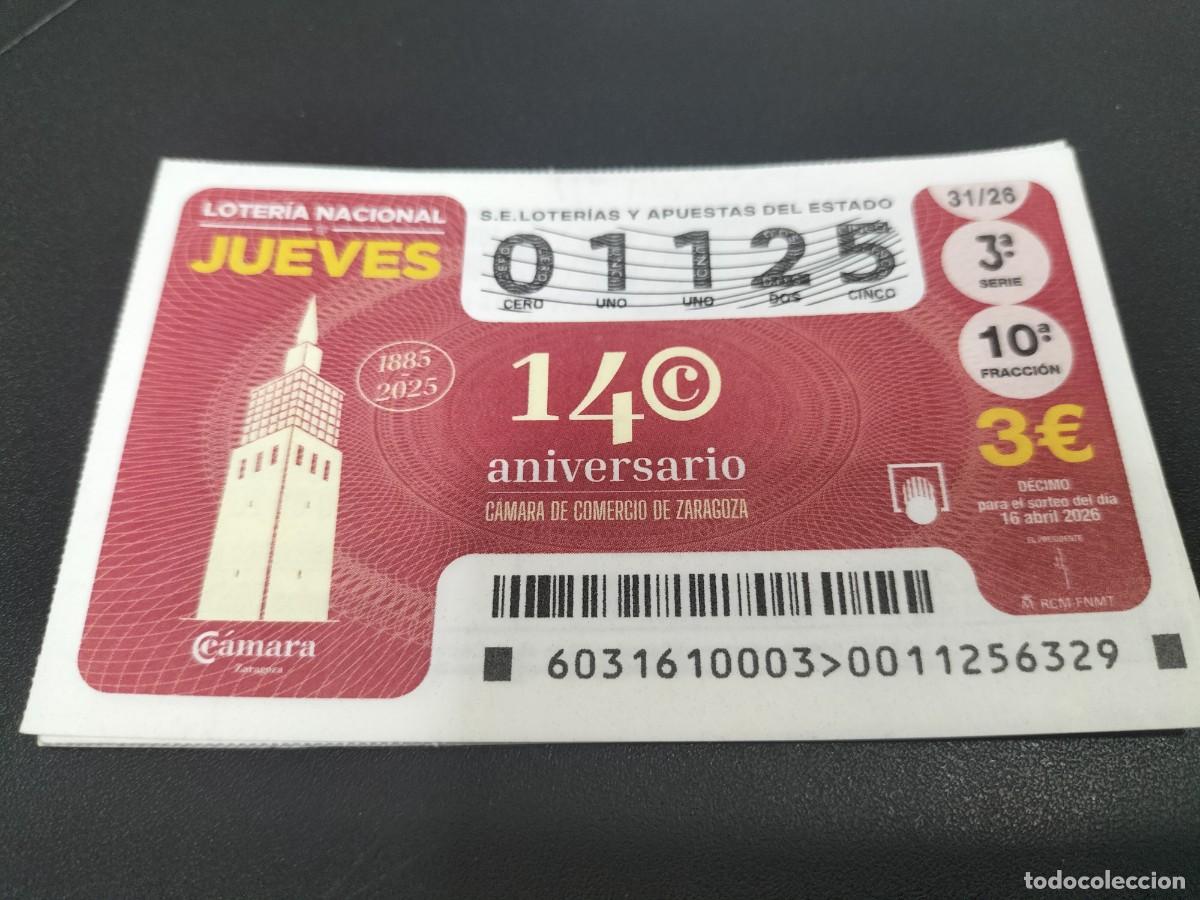 LOTERÍA NACIONAL
JUEVES
S.E.LOTERÍAS Y APUESTAS DEL ESTADO
01125
CERO UNO UNO DOS CINCO
31/26
3ª
SERIE
10ª
FRACCIÓN
3€
DÉCIMO
para el sorteo del día
16 abril 2026
EL PRESIDENTE
RCM-FNMT
1885
2025
140
aniversario
CÁMARA DE COMERCIO DE ZARAGOZA
Cámara
Zaragoza
6031610003>0011256329
todocoleccion